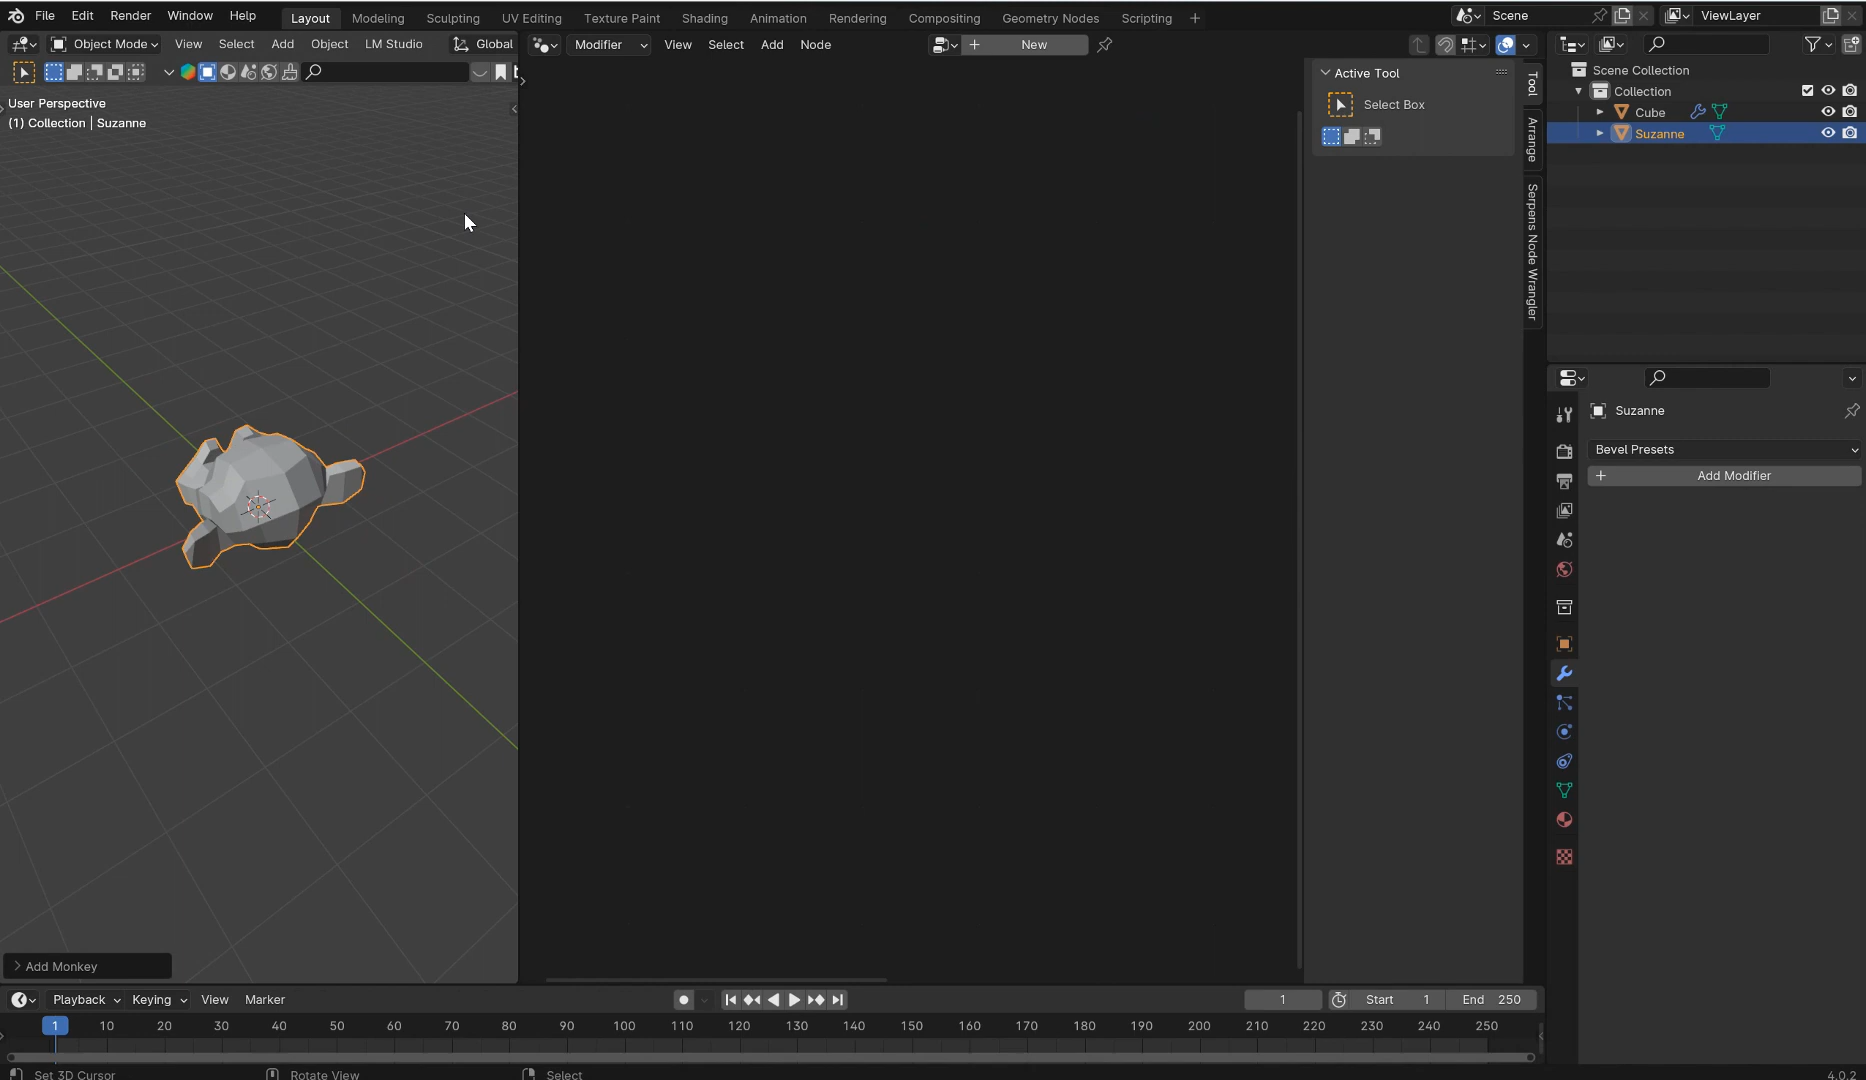 File Edit Render Window Help Layout Modeling Sculpting UV Editing Texture Paint Shading Animation Rendering Compositing Geometry Nodes Scripting + Scene ViewLayer
Object Mode View Select Add Object LM Studio Global Modifier View Select Add Node + New
User Perspective
(1) Collection | Suzanne
Active Tool
Select Box
Tool
Arrange
Serpens Node Wrangler
Scene Collection
Collection
Cube
Suzanne
Suzanne
Bevel Presets
+ Add Modifier
> Add Monkey
Playback Keying View Marker 1 Start 1 End 250
1 10 20 30 40 50 60 70 80 90 100 110 120 130 140 150 160 170 180 190 200 210 220 230 240 250
Set 3D Cursor Rotate View Select 4.0.2